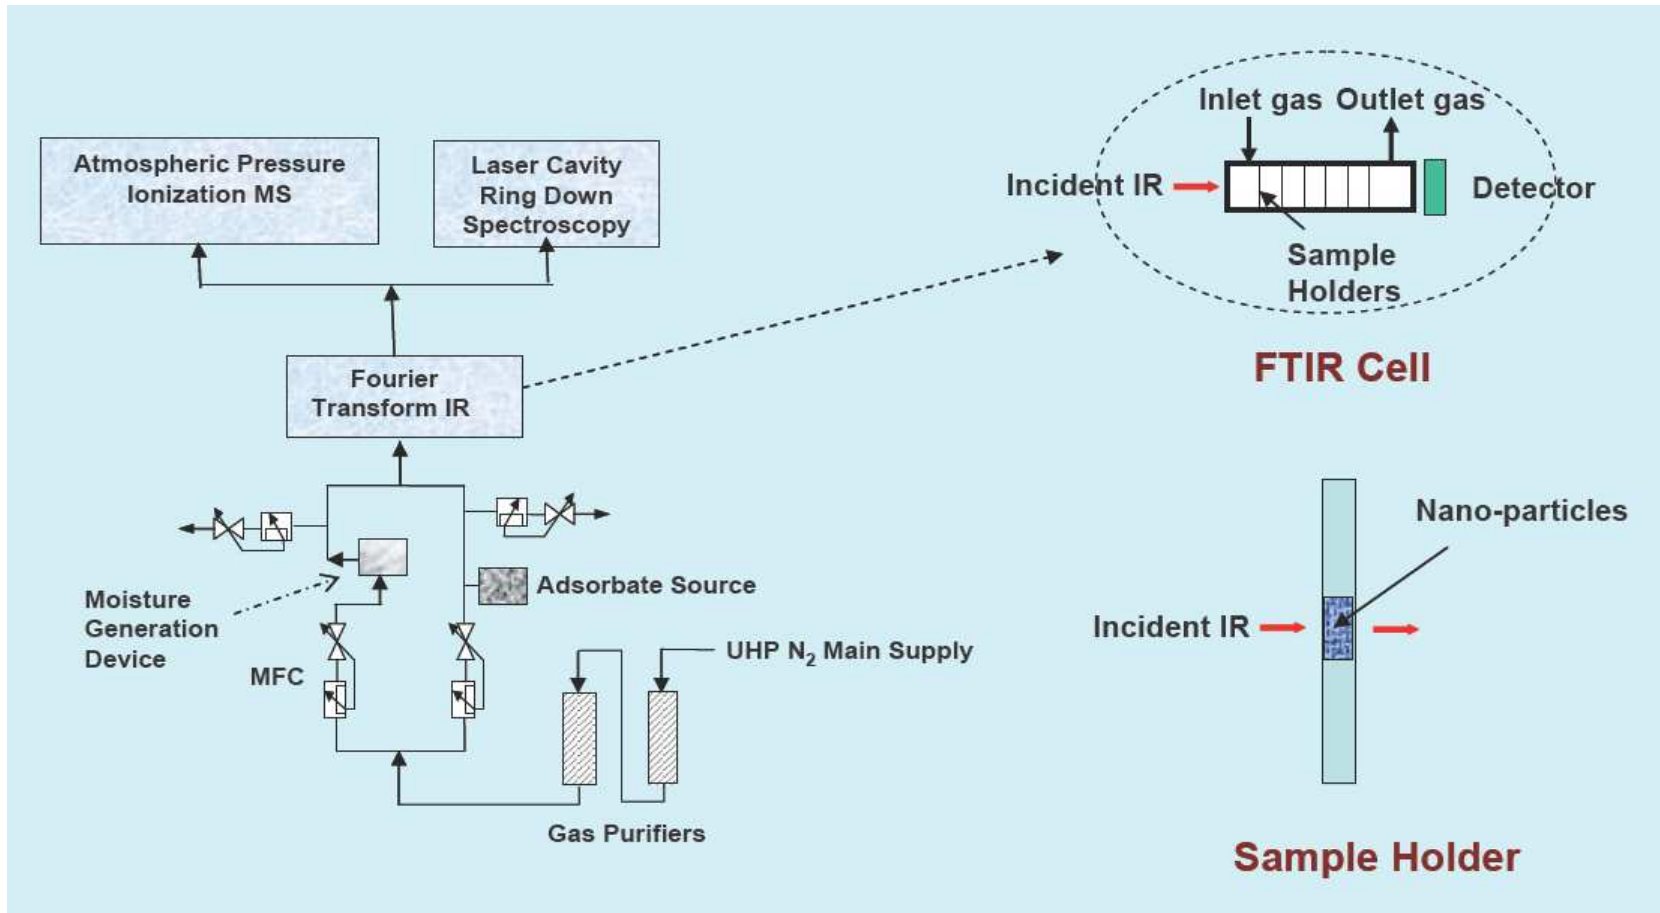 Atmospheric Pressure
Ionization MS
Laser Cavity
Ring Down
Spectroscopy
Fourier
Transform IR
Moisture
Generation
Device
MFC
Adsorbate Source
UHP N2 Main Supply
Gas Purifiers
Inlet gas Outlet gas
Incident IR
Detector
Sample
Holders
FTIR Cell
Nano-particles
Incident IR
Sample Holder